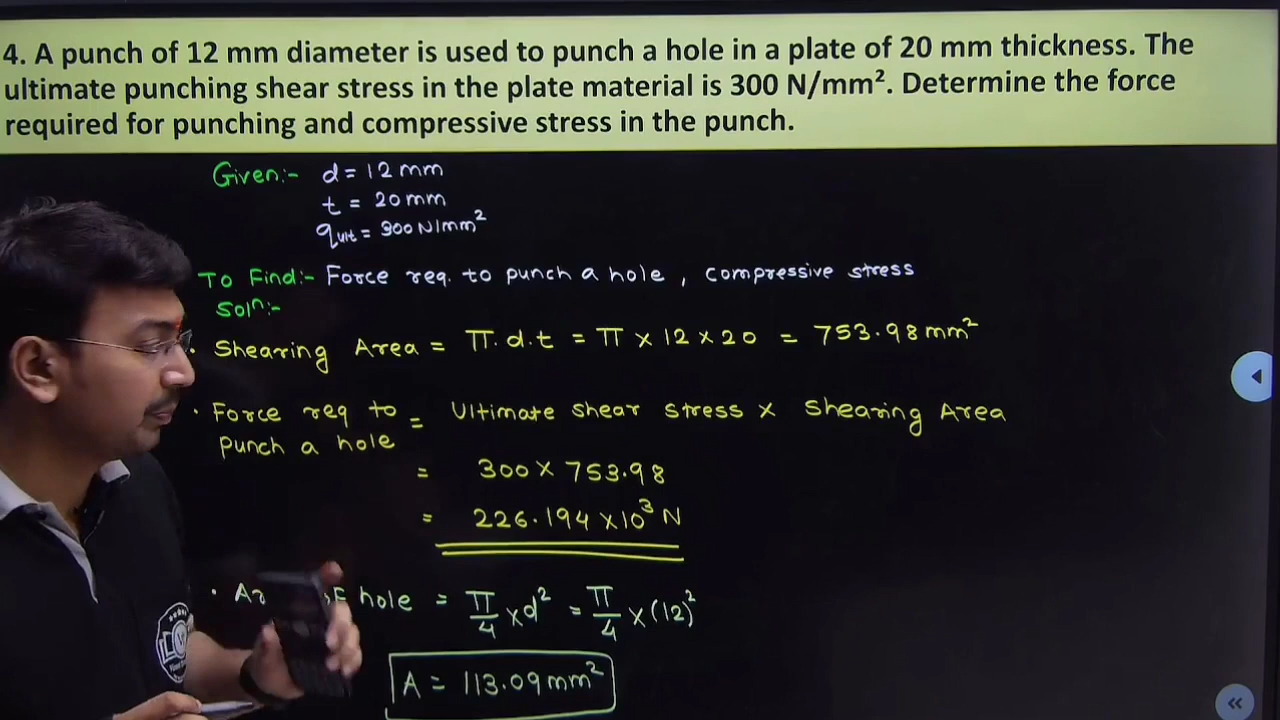 4. A punch of 12 mm diameter is used to punch a hole in a plate of 20 mm thickness. The
ultimate punching shear stress in the plate material is 300 N/mm². Determine the force
required for punching and compressive stress in the punch.
Given:- d = 12 mm
t = 20 mm
qult = 300 N/mm²
To Find:- Force req. to punch a hole, compressive stress
Solⁿ:-
. Shearing Area = π.d.t = π × 12 × 20 = 753.98 mm²
. Force req to punch a hole = Ultimate shear stress × Shearing Area
= 300 × 753.98
= 226.194 × 10³ N
. hole = π/4 × d² = π/4 × (12)²
A = 113.09 mm²